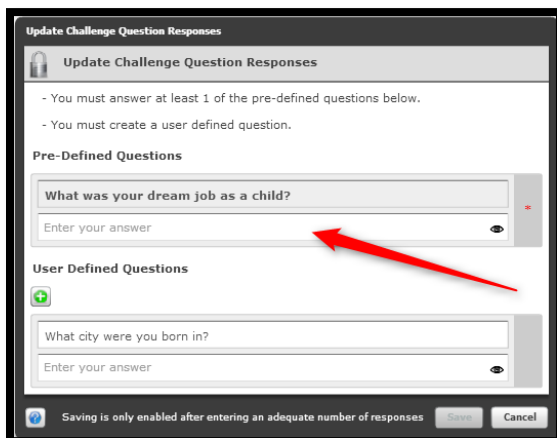 Update Challenge Question Responses
Update Challenge Question Responses
- You must answer at least 1 of the pre-defined questions below.
- You must create a user defined question.
Pre-Defined Questions
What was your dream job as a child?
*
Enter your answer
User Defined Questions
What city were you born in?
Enter your answer
Saving is only enabled after entering an adequate number of responses
Save
Cancel